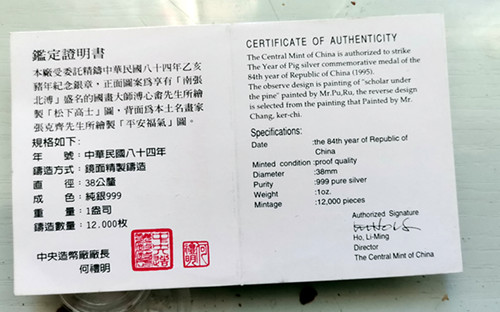 鑑定證明書
本廠受委託精鑄中華民國八十四年乙亥
豬年紀念銀章，正面圖案爲享有「南張
北溥」盛名的國畫大師溥心畬先生所繪
製「松下高士」圖，背面爲本土名畫家
張克齊先生所繪製「平安福氣」圖。
規格如下:
年　號:中華民國八十四年
鑄造方式:鏡面精製鑄造
直　徑:38公釐
成　色:純銀999
重　量:1盎司
鑄造數量:12.000枚
中央造幣廠廠長
何禮明
CERTIFICATE OF AUTHENTICITY
The Central Mint of China is authorized to strike
The Year of Pig silver commemorative medal of the
84th year of Republic of China (1995).
The observe design is painting of "scholar under
the pine" painted by Mr.Pu,Ru, the reverse design
is selected from the painting that Painted by Mr.
Chang, ker-chi.
Specifications:
Date :the 84th year of Republic of
China
Minted condition :proof quality
Diameter :38mm
Purity :999 pure silver
Weight :1oz.
Mintage :12,000 pieces
Authorized Signature
Ho, Li-Ming
Director
The Central Mint of China